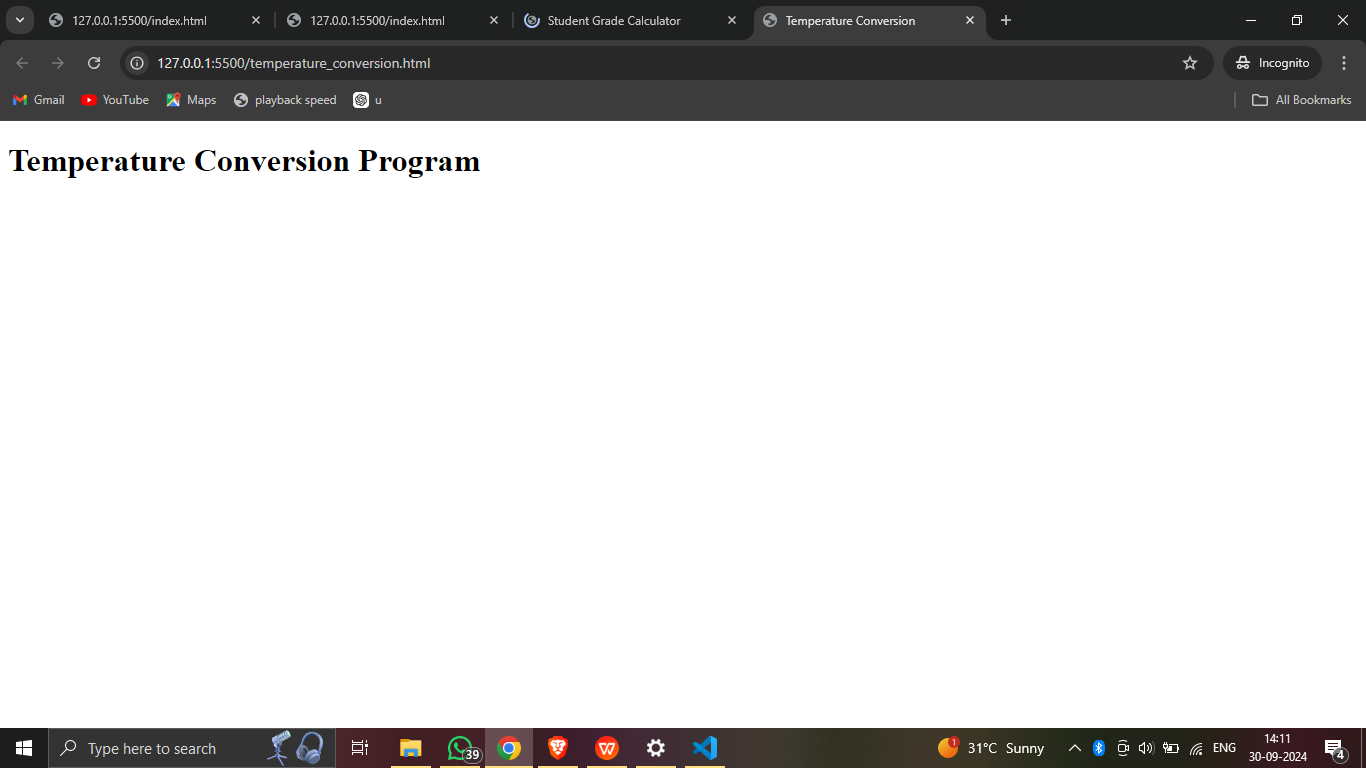 127.0.0.1:5500/index.html
127.0.0.1:5500/index.html
Student Grade Calculator
Temperature Conversion
127.0.0.1:5500/temperature_conversion.html
Incognito
Gmail
YouTube
Maps
playback speed
u
All Bookmarks
Temperature Conversion Program
Type here to search
39
1
31°C Sunny
ENG
14:11
30-09-2024
4